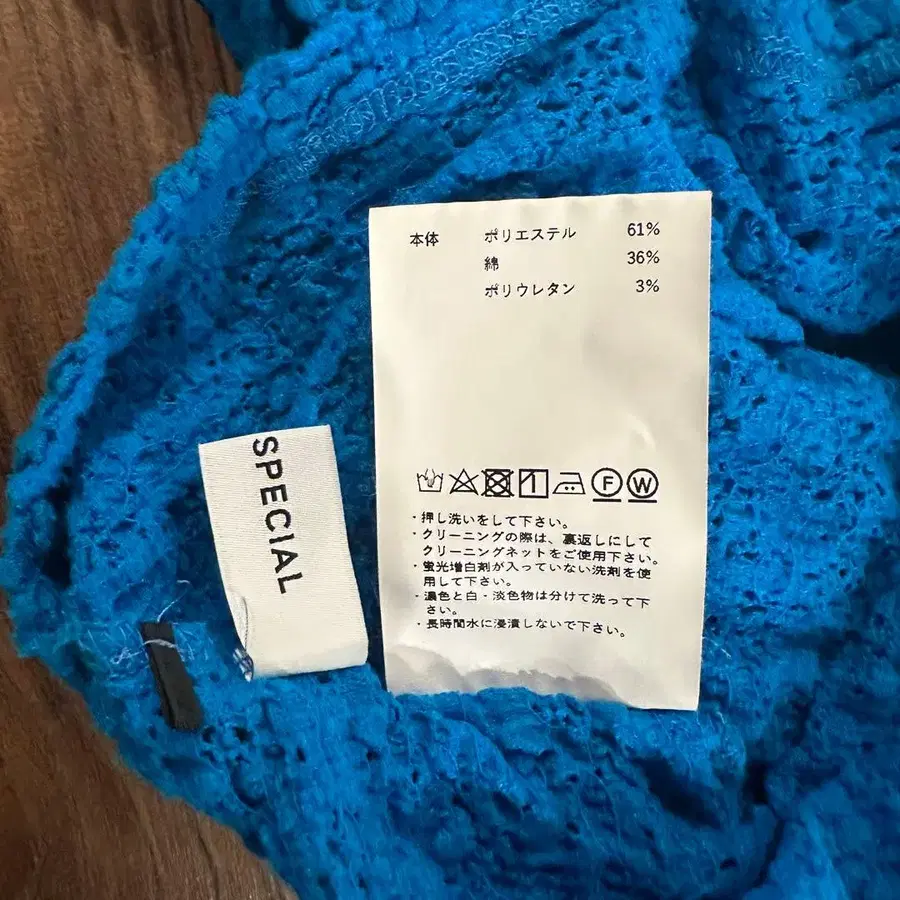 本体 ポリエステル 61%
綿 36%
ポリウレタン 3%
SPECIAL
F W
・押し洗いをして下さい。
・クリーニングの際は、裏返しにして
クリーニングネットをご使用下さい。
・蛍光増白剤が入っていない洗剤を使
用して下さい。
・濃色と白・淡色物は分けて洗って下
さい。
・長時間水に浸漬しないで下さい。